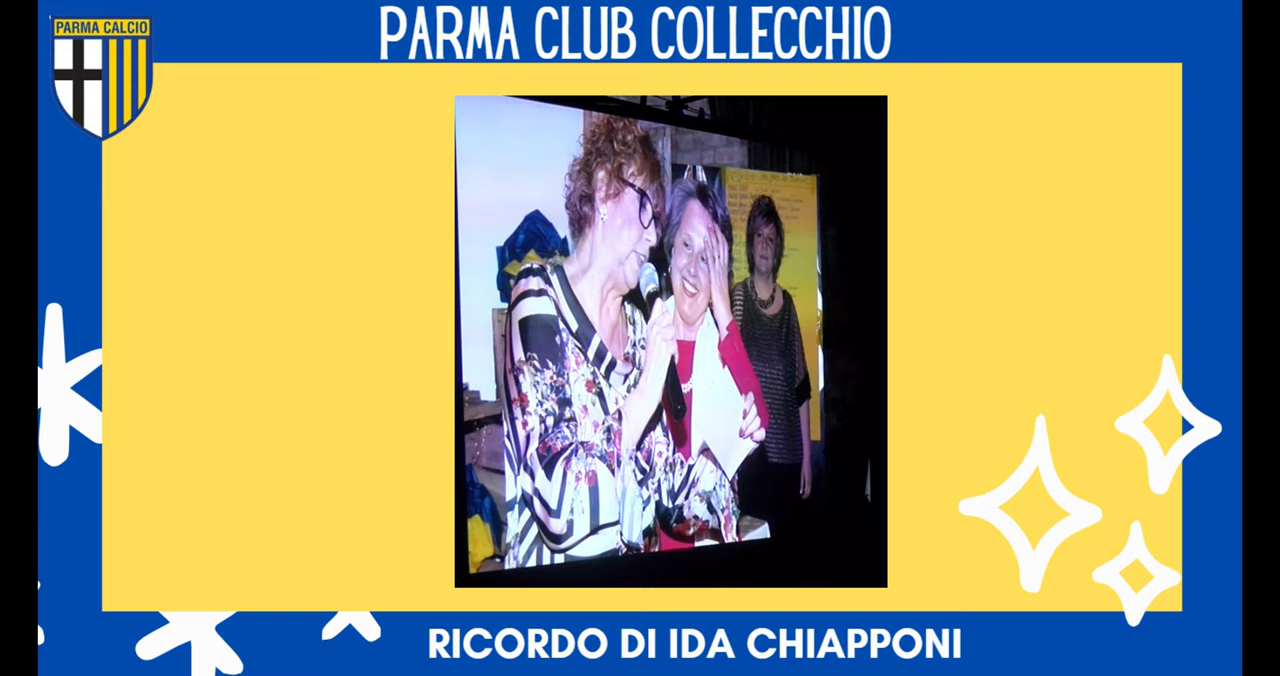 PARMA CALCIO
PARMA CLUB COLLECCHIO
RICORDO DI IDA CHIAPPONI